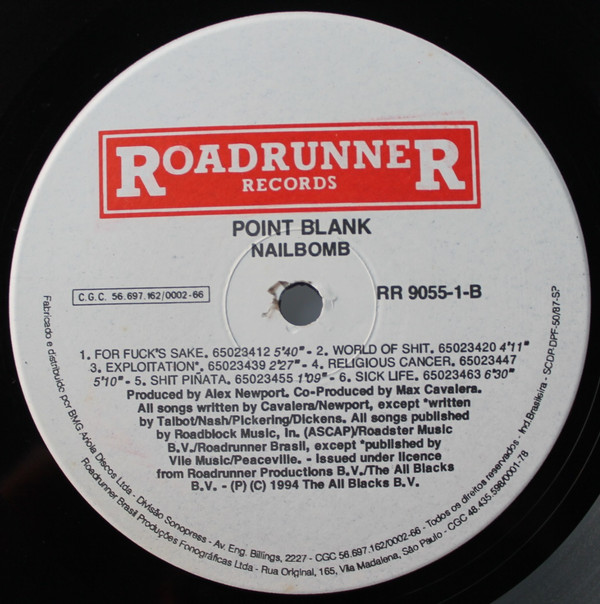 ROADRUNNER
RECORDS
POINT BLANK
NAILBOMB
C.G.C. 56.697.162/0002-66
RR 9055-1-B
1. FOR FUCK'S SAKE. 65023412 5'40" - 2. WORLD OF SHIT. 65023420 4'11"
3. EXPLOITATION*. 65023439 2'27" - 4. RELIGIOUS CANCER. 65023447
5'10" - 5. SHIT PIÑATA. 65023455 1'09" - 6. SICK LIFE. 65023463 6'30"
Produced by Alex Newport. Co-Produced by Max Cavalera.
All songs written by Cavalera/Newport, except *written
by Talbot/Nash/Pickering/Dickens. All songs published
by Roadblock Music, In. (ASCAP)/Roadster Music
B.V./Roadrunner Brasil, except *published by
Vile Music/Peaceville. - Issued under licence
from Roadrunner Productions B.V./The All Blacks
B.V. - (P) (C) 1994 The All Blacks B.V.
Fabricado e distribuído por BMG Ariola Discos Ltda - Divisão Sonopress - Av. Eng. Billings, 2227 - CGC 56.697.162/0002-66 - Todos os direitos reservados - Ind.Brasileira - SCDP-DPF-50/87-SP
Roadrunner Brasil Produções Fonográficas Ltda - Rua Original, 165, Vila Madalena, São Paulo - CGC 48.435.598/0001-78